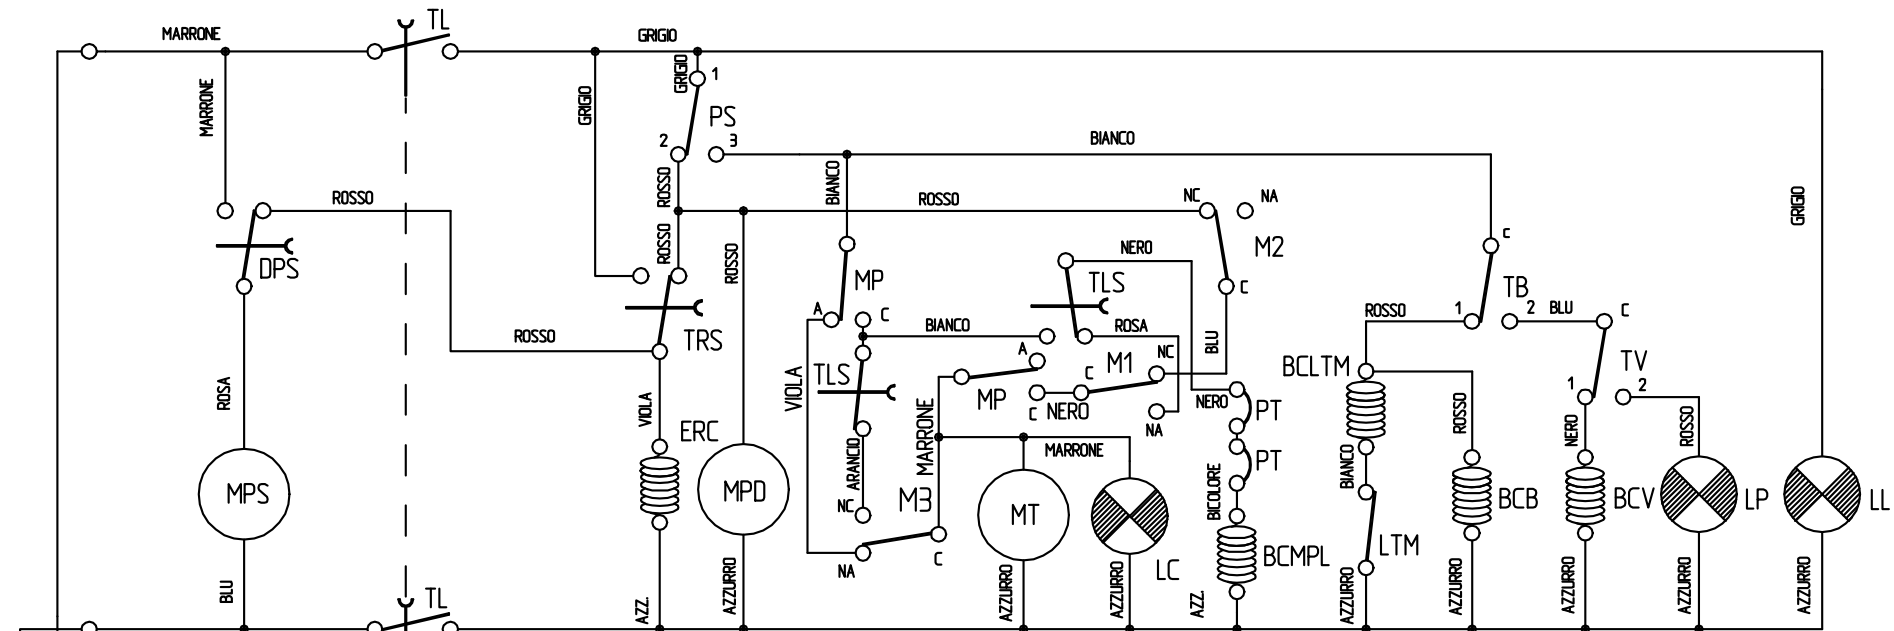 MARRONE
TL
GRIGIO
MARRONE
GRIGIO
GRIGIO
1
PS
2
3
BIANCO
ROSSO
BIANCO
ROSSO
ROSSO
NC
NA
GRIGIO
DPS
ROSSO
ROSSO
NERO
M2
C
MP
TLS
C
TB
ROSSO
TRS
A
C
BIANCO
ROSA
BLU
ROSSO
1
2
BLU
C
ROSA
VIOLA
VIOLA
TLS
A
M1
NC
C
BCLTM
TV
1
2
MP
C
NERO
NERO
PT
NA
ERC
MARRONE
ROSSO
NERO
ROSSO
MPS
MPD
ARANCIO
MARRONE
PT
BIANCO
NC
M3
MT
BICOLORE
BCB
BCV
LP
LL
LTM
NA
C
LC
BCMPL
BLU
AZZ.
AZZURRO
AZZURRO
AZZURRO
AZZ.
AZZURRO
AZZURRO
AZZURRO
AZZURRO
AZZURRO
TL